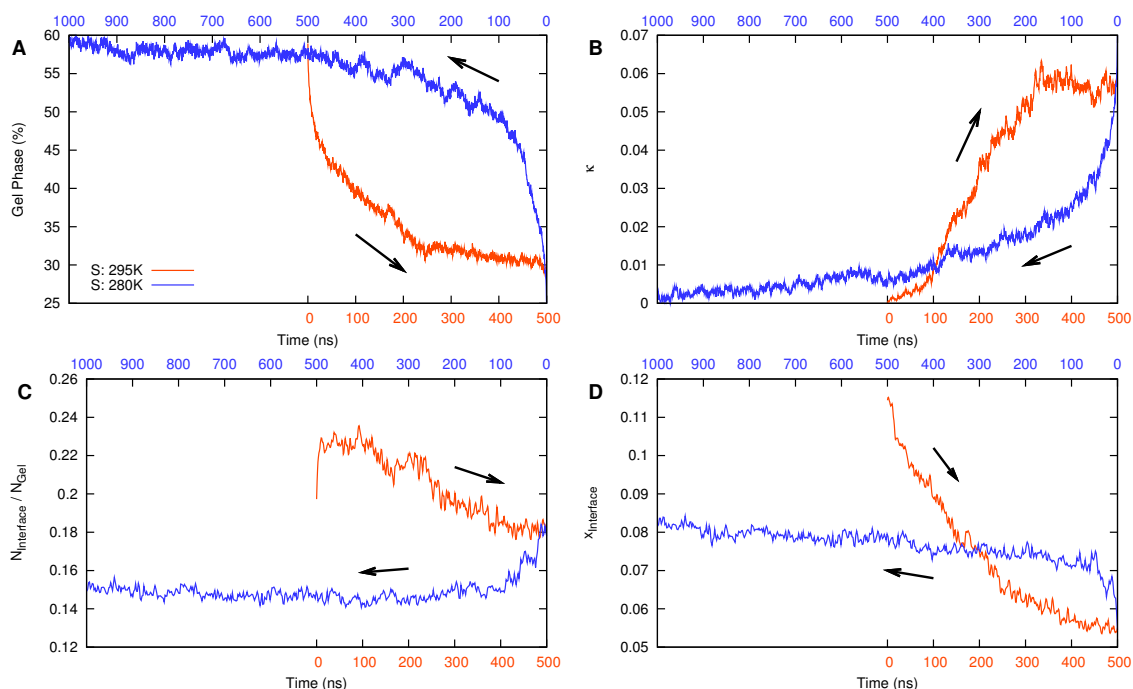 1000 900 800 700 600 500 400 300 200 100 0
A
60
55
50
45
40
35
30
25
Gel Phase (%)
S: 295K
S: 280K
0 100 200 300 400 500
Time (ns)
1000 900 800 700 600 500 400 300 200 100 0
B
0.07
0.06
0.05
0.04
0.03
0.02
0.01
0
κ
0 100 200 300 400 500
Time (ns)
1000 900 800 700 600 500 400 300 200 100 0
C
0.26
0.24
0.22
0.2
0.18
0.16
0.14
0.12
NInterface / NGel
0 100 200 300 400 500
Time (ns)
1000 900 800 700 600 500 400 300 200 100 0
D
0.12
0.11
0.1
0.09
0.08
0.07
0.06
0.05
xInterface
0 100 200 300 400 500
Time (ns)